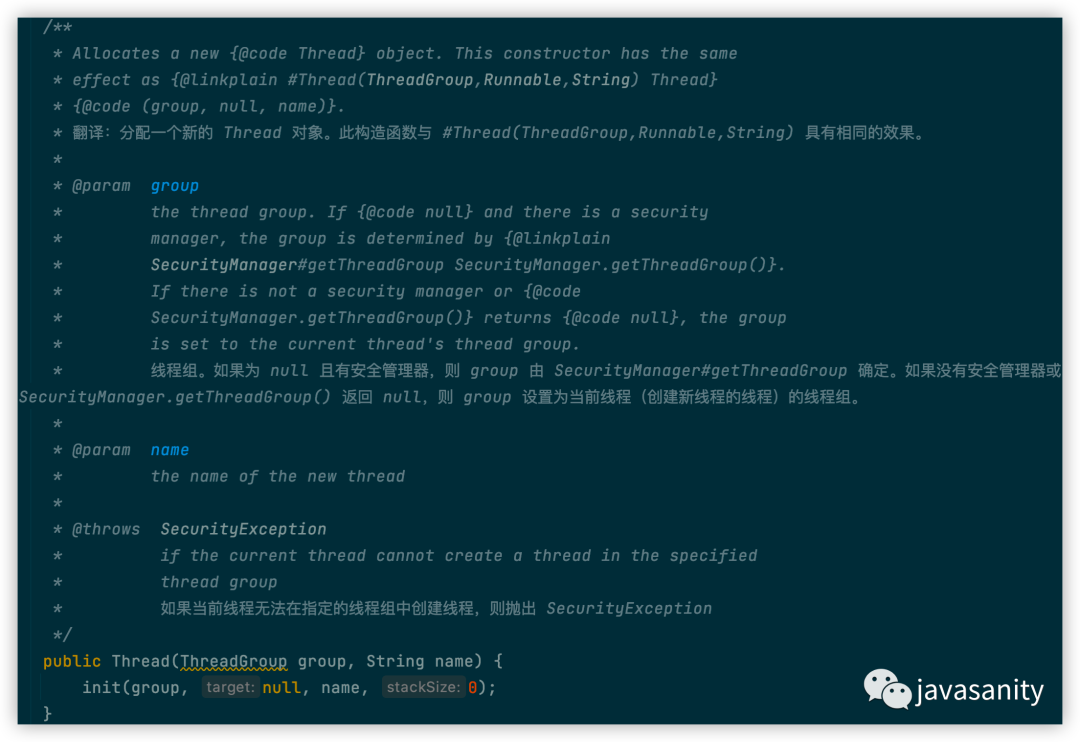 /**
* Allocates a new {@code Thread} object. This constructor has the same
* effect as {@linkplain #Thread(ThreadGroup,Runnable,String) Thread}
* {@code (group, null, name)}.
* 翻译：分配一个新的 Thread 对象。此构造函数与 #Thread(ThreadGroup,Runnable,String) 具有相同的效果。
*
* @param group
* the thread group. If {@code null} and there is a security
* manager, the group is determined by {@linkplain
* SecurityManager#getThreadGroup SecurityManager.getThreadGroup()}.
* If there is not a security manager or {@code
* SecurityManager.getThreadGroup()} returns {@code null}, the group
* is set to the current thread's thread group.
* 线程组。如果为 null 且有安全管理器，则 group 由 SecurityManager#getThreadGroup 确定。如果没有安全管理器或
SecurityManager.getThreadGroup() 返回 null，则 group 设置为当前线程（创建新线程的线程）的线程组。
*
* @param name
* the name of the new thread
*
* @throws SecurityException
* if the current thread cannot create a thread in the specified
* thread group
* 如果当前线程无法在指定的线程组中创建线程，则抛出 SecurityException
*/
public Thread(ThreadGroup group, String name) {
init(group, target: null, name, stackSize: 0);
}
javasanity